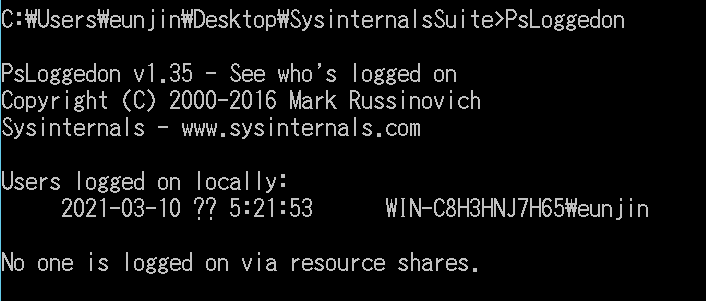 C:₩Users₩eunjin₩Desktop₩SysinternalsSuite>PsLoggedon
PsLoggedon v1.35 - See who's logged on
Copyright (C) 2000-2016 Mark Russinovich
Sysinternals - www.sysinternals.com
Users logged on locally:
2021-03-10 ?? 5:21:53 WIN-C8H3HNJ7H65₩eunjin
No one is logged on via resource shares.